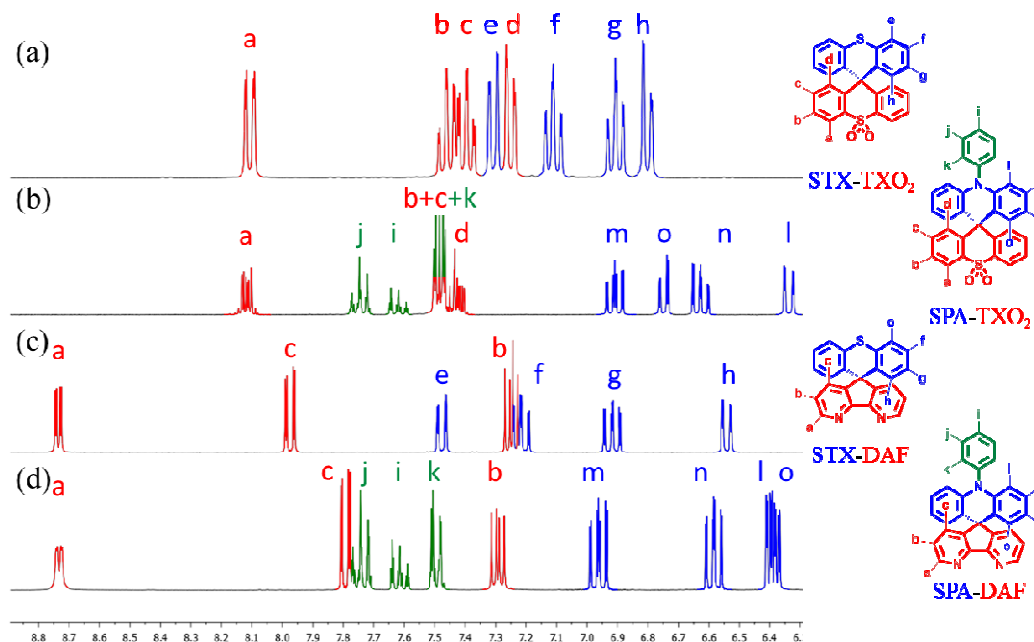 (a)
a
b c e d
f
g
h
(b)
b+c+k
a
j
i
d
m
o
n
l
(c)
a
c
e
b
f
g
h
(d)
a
c j i k
b
m
n
l o
8.8 8.7 8.6 8.5 8.4 8.3 8.2 8.1 8.0 7.9 7.8 7.7 7.6 7.5 7.4 7.3 7.2 7.1 7.0 6.9 6.8 6.7 6.6 6.5 6.4 6.3 6.
e
S
f
d
g
c
h
b
S
a
O O
STX-TXO₂
i
j
k
l
N
d
b
S
a
O O
SPA-TXO₂
S
f
c
g
h
b
N N
a
STX-DAF
i
j
l
N
c
o
b
N N
a
SPA-DAF